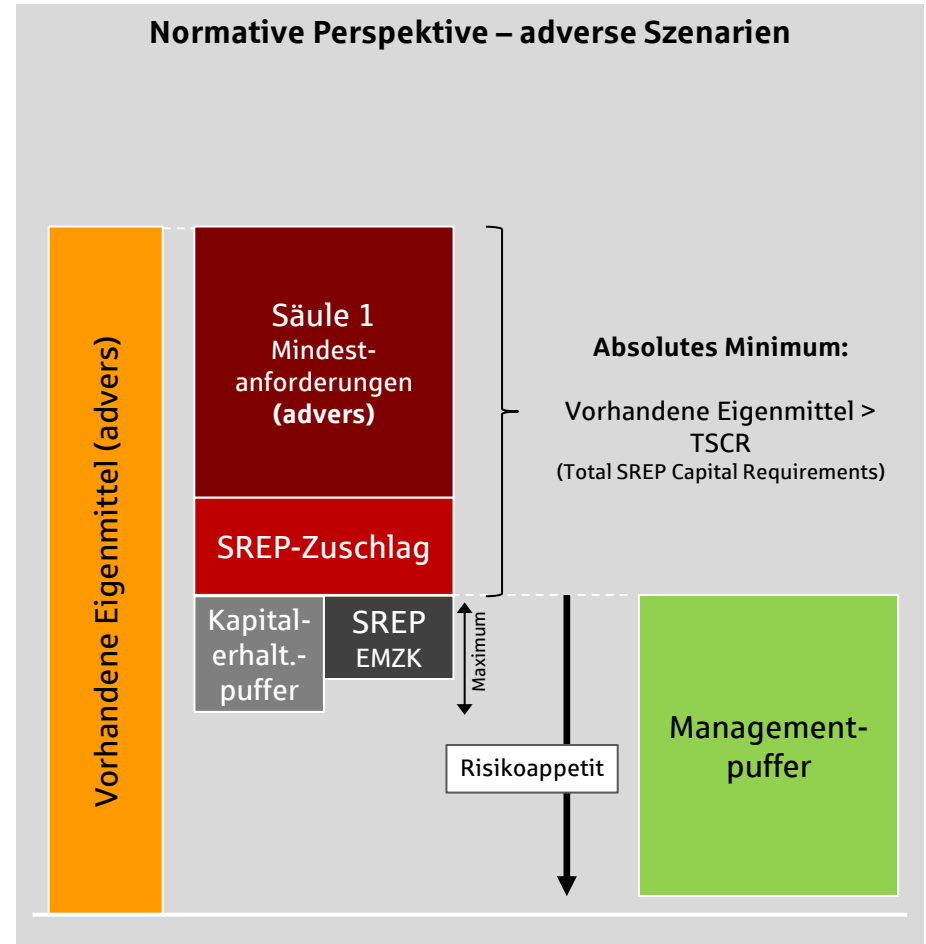 Normative Perspektive – adverse Szenarien
Vorhandene Eigenmittel (advers)
Säule 1
Mindest-
anforderungen
(advers)
SREP-Zuschlag
Kapital-
erhalt.-
puffer
SREP
EMZK
Maximum
Absolutes Minimum:
Vorhandene Eigenmittel >
TSCR
(Total SREP Capital Requirements)
Risikoappetit
Management-
puffer